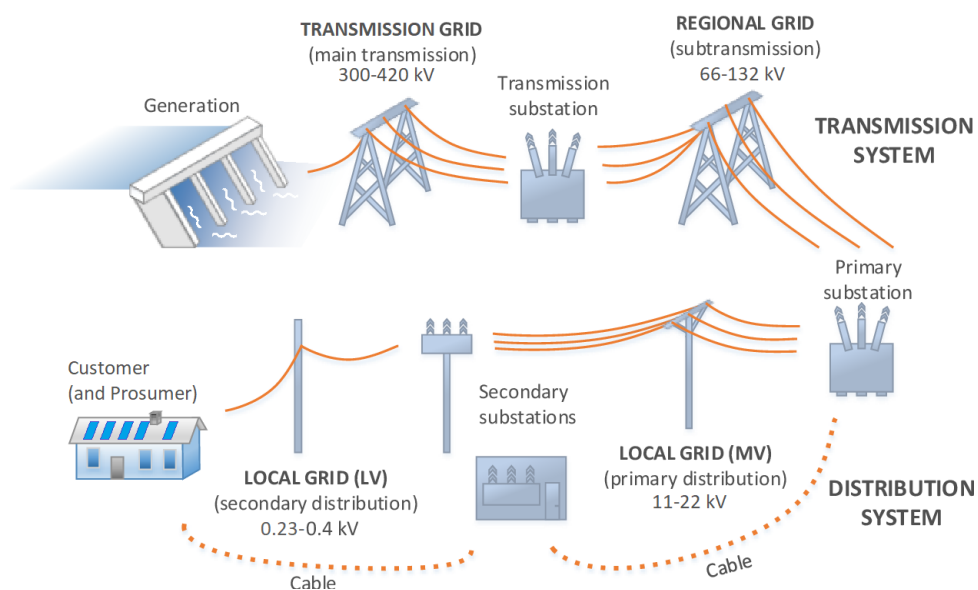 TRANSMISSION GRID
(main transmission)
300-420 kV
REGIONAL GRID
(subtransmission)
66-132 kV
Transmission
substation
Generation
TRANSMISSION
SYSTEM
Primary
substation
Customer
(and Prosumer)
Secondary
substations
LOCAL GRID (LV)
(secondary distribution)
0.23-0.4 kV
LOCAL GRID (MV)
(primary distribution)
11-22 kV
DISTRIBUTION
SYSTEM
Cable
Cable